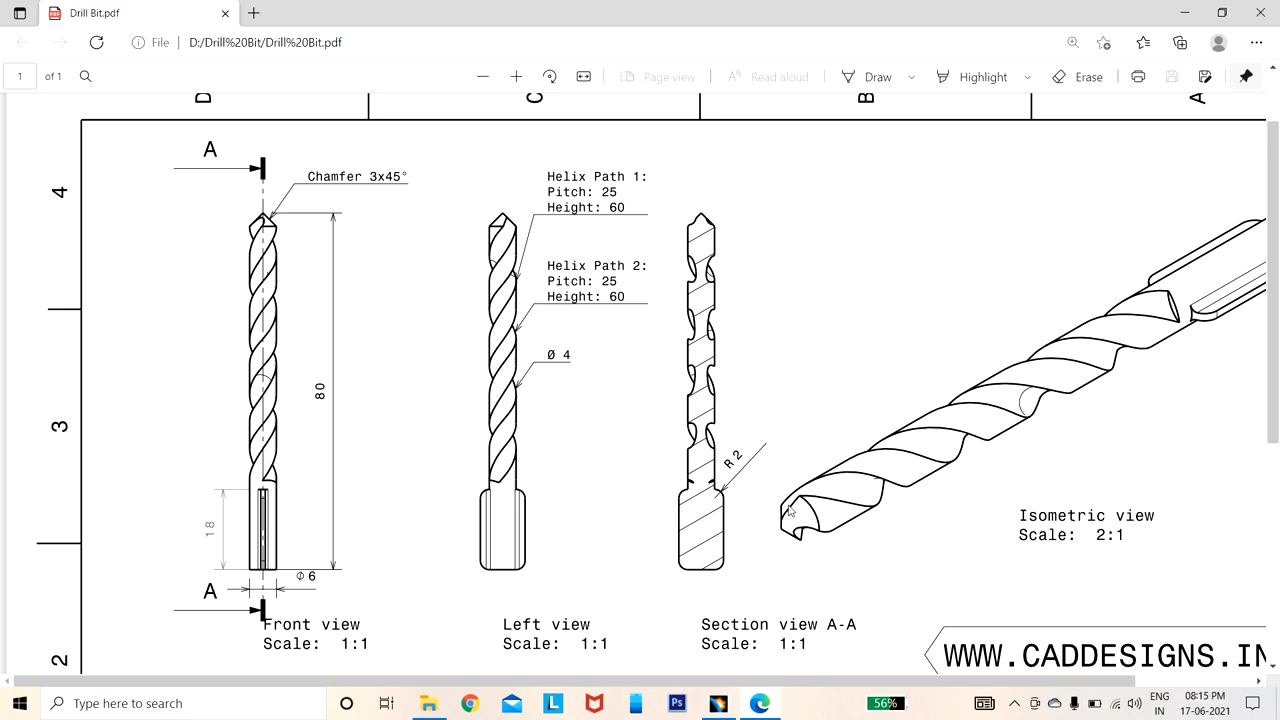 Drill Bit.pdf
File
D:/Drill%20Bit/Drill%20Bit.pdf
1
of 1
Page view
Read aloud
Draw
Highlight
Erase
D
C
B
A
4
3
2
A
Chamfer 3x45°
80
18
Ø 6
A
Front view
Scale: 1:1
Helix Path 1:
Pitch: 25
Height: 60
Helix Path 2:
Pitch: 25
Height: 60
Ø 4
Left view
Scale: 1:1
R 2
Section view A-A
Scale: 1:1
Isometric view
Scale: 2:1
WWW.CADDESIGNS.IN
Type here to search
L
Ps
56%
ENG
IN
08:15 PM
17-06-2021